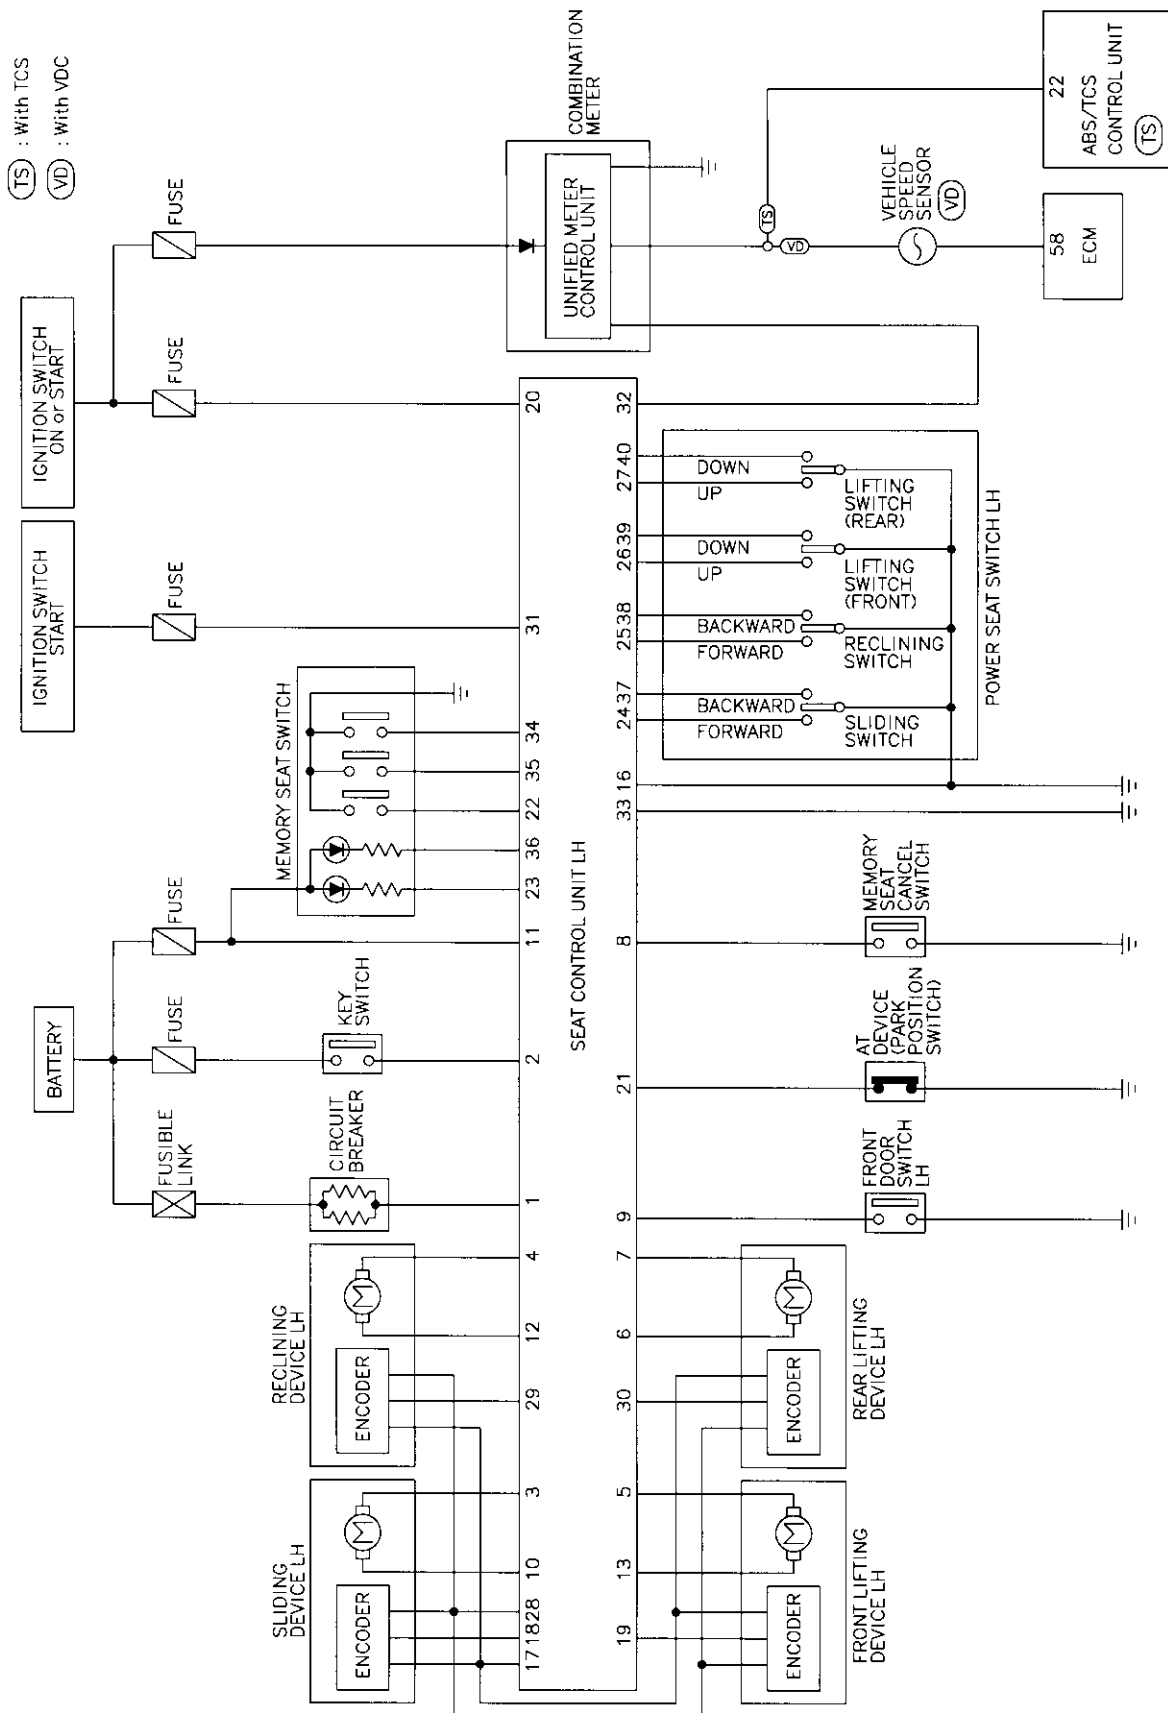 TS : With TCS
VD : With VDC
BATTERY
IGNITION SWITCH
START
IGNITION SWITCH
ON or START
FUSIBLE
LINK
FUSE
FUSE
FUSE
FUSE
FUSE
CIRCUIT
BREAKER
KEY
SWITCH
MEMORY SEAT SWITCH
SLIDING
DEVICE LH
ENCODER
M
RECLINING
DEVICE LH
ENCODER
M
COMBINATION
METER
UNIFIED METER
CONTROL UNIT
17 18 28 10 3 29 12 4 1 2 11 23 36 22 35 34 31 20
SEAT CONTROL UNIT LH
19 13 5 30 6 7 9 21 8 33 16 24 37 25 38 26 39 27 40 32
FORWARD
BACKWARD
SLIDING
SWITCH
FORWARD
BACKWARD
RECLINING
SWITCH
UP
DOWN
LIFTING
SWITCH
(FRONT)
UP
DOWN
LIFTING
SWITCH
(REAR)
POWER SEAT SWITCH LH
ENCODER
M
FRONT LIFTING
DEVICE LH
ENCODER
M
REAR LIFTING
DEVICE LH
FRONT
DOOR
SWITCH
LH
AT
DEVICE
(PARK
POSITION
SWITCH)
MEMORY
SEAT
CANCEL
SWITCH
TS
VD
VEHICLE
SPEED
SENSOR
VD
58
ECM
22
ABS/TCS
CONTROL UNIT
TS